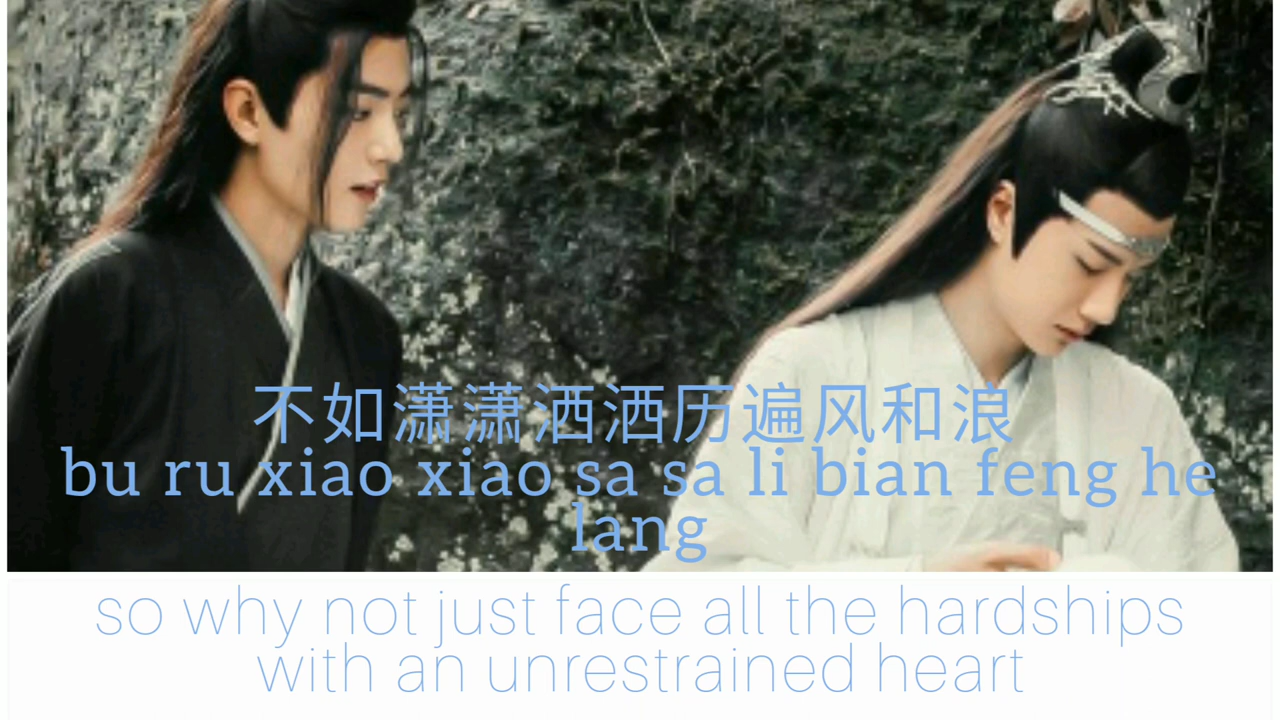 不如潇潇洒洒历遍风和浪
bu ru xiao xiao sa sa li bian feng he
lang
so why not just face all the hardships
with an unrestrained heart